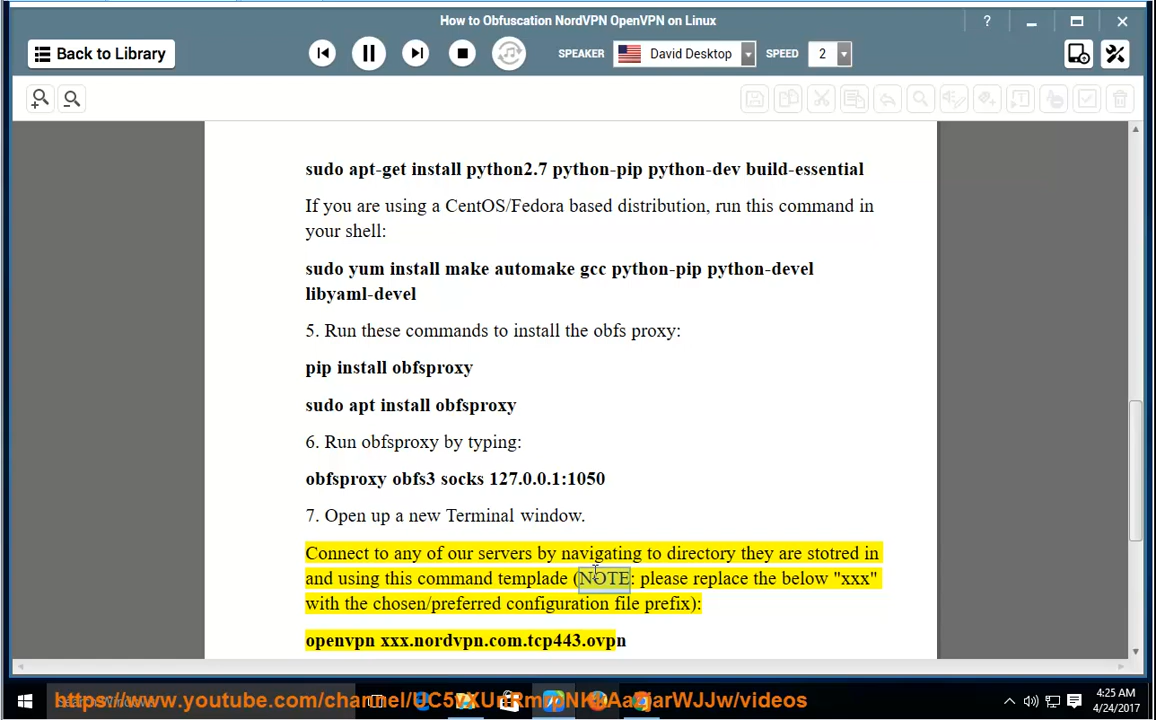 How to Obfuscation NordVPN OpenVPN on Linux
Back to Library
SPEAKER
David Desktop
SPEED
2
sudo apt-get install python2.7 python-pip python-dev build-essential
If you are using a CentOS/Fedora based distribution, run this command in
your shell:
sudo yum install make automake gcc python-pip python-devel
libyaml-devel
5. Run these commands to install the obfs proxy:
pip install obfsproxy
sudo apt install obfsproxy
6. Run obfsproxy by typing:
obfsproxy obfs3 socks 127.0.0.1:1050
7. Open up a new Terminal window.
Connect to any of our servers by navigating to directory they are stotred in
and using this command templade (NOTE: please replace the below "xxx"
with the chosen/preferred configuration file prefix):
openvpn xxx.nordvpn.com.tcp443.ovpn
4:25 AM
4/24/2017